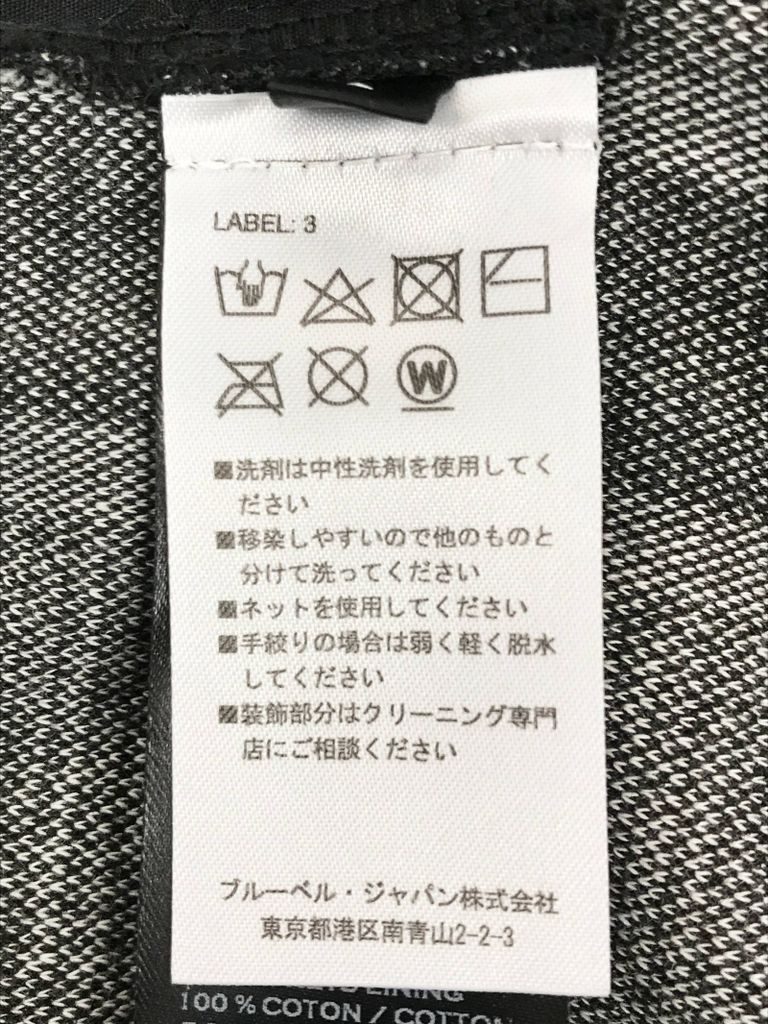 LABEL: 3
W
洗剤は中性洗剤を使用してく
ださい
移染しやすいので他のものと
分けて洗ってください
ネットを使用してください
手絞りの場合は弱く軽く脱水
してください
装飾部分はクリーニング専門
店にご相談ください
ブルーベル・ジャパン株式会社
東京都港区南青山2-2-3
LINING
100 % COTON / COTTON